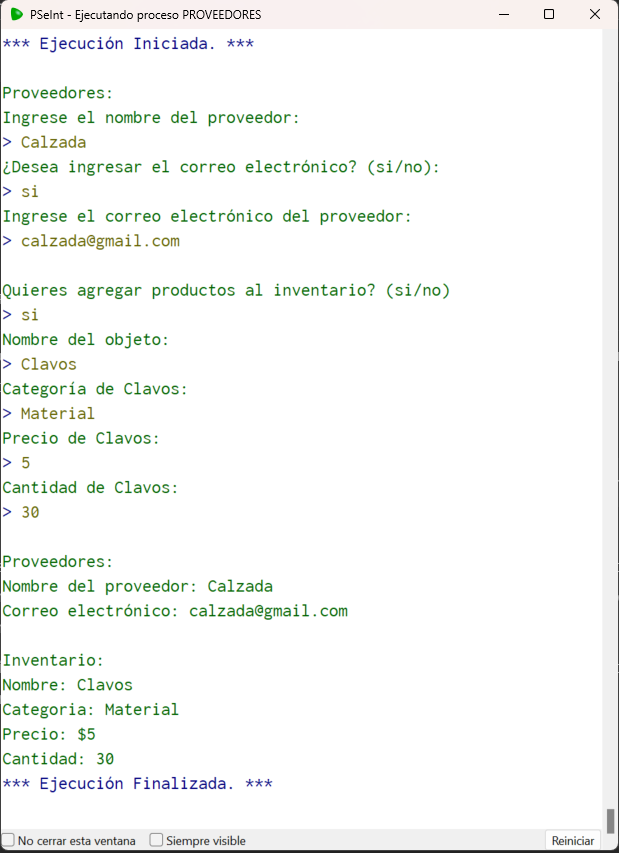 PSeInt - Ejecutando proceso PROVEEDORES
*** Ejecución Iniciada. ***
Proveedores:
Ingrese el nombre del proveedor:
> Calzada
¿Desea ingresar el correo electrónico? (si/no):
> si
Ingrese el correo electrónico del proveedor:
> calzada@gmail.com
Quieres agregar productos al inventario? (si/no)
> si
Nombre del objeto:
> Clavos
Categoría de Clavos:
> Material
Precio de Clavos:
> 5
Cantidad de Clavos:
> 30
Proveedores:
Nombre del proveedor: Calzada
Correo electrónico: calzada@gmail.com
Inventario:
Nombre: Clavos
Categoria: Material
Precio: $5
Cantidad: 30
*** Ejecución Finalizada. ***
No cerrar esta ventana Siempre visible Reiniciar